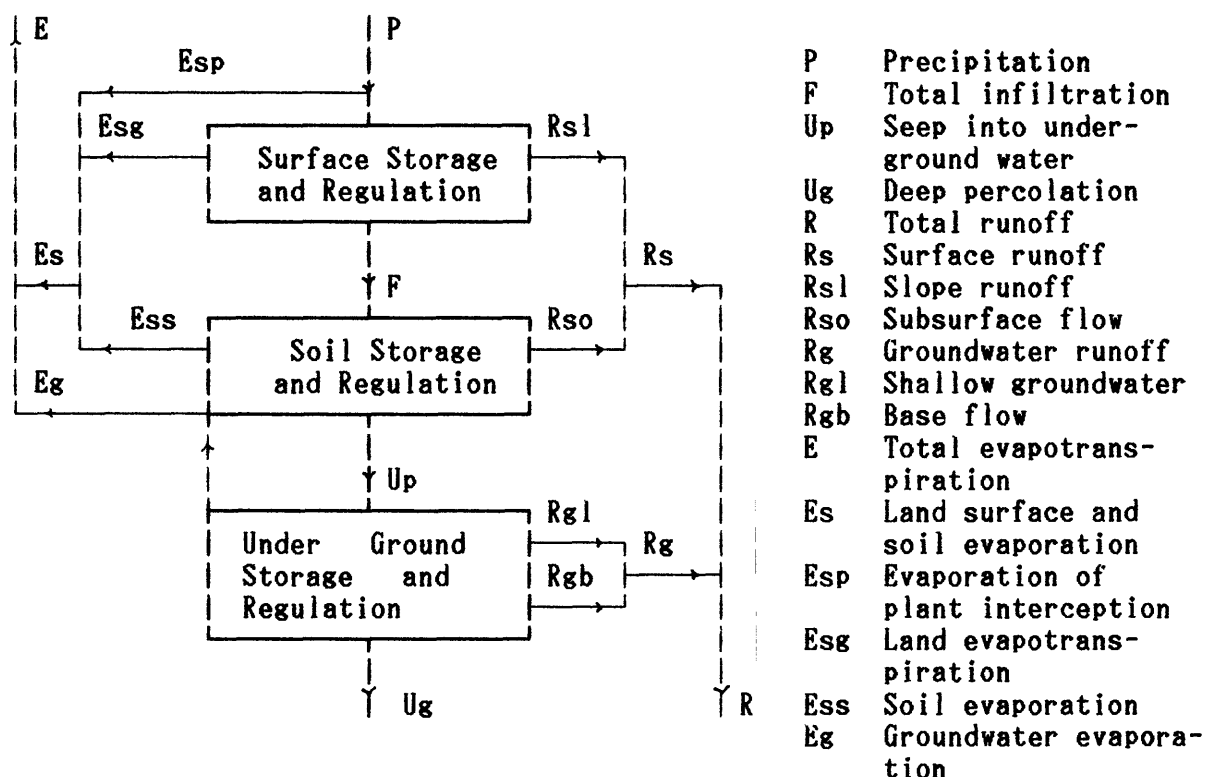 E
P
Esp
Esg
Rsl
Surface Storage
and Regulation
Es
Rs
F
Ess
Rso
Soil Storage
and Regulation
Eg
Up
Rgl
Under Ground
Rg
Storage and
Rgb
Regulation
Ug
R
P Precipitation
F Total infiltration
Up Seep into under-
ground water
Ug Deep percolation
R Total runoff
Rs Surface runoff
Rsl Slope runoff
Rso Subsurface flow
Rg Groundwater runoff
Rgl Shallow groundwater
Rgb Base flow
E Total evapotrans-
piration
Es Land surface and
soil evaporation
Esp Evaporation of
plant interception
Esg Land evapotrans-
piration
Ess Soil evaporation
Eg Groundwater evapora-
tion